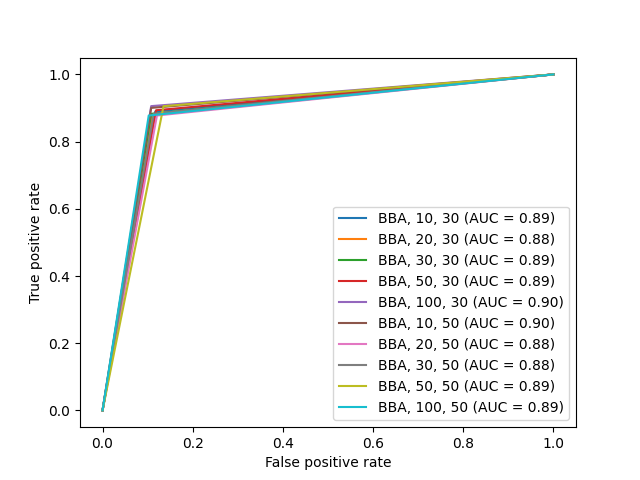 1.0
0.8
0.6
0.4
0.2
0.0
True positive rate
BBA, 10, 30 (AUC = 0.89)
BBA, 20, 30 (AUC = 0.88)
BBA, 30, 30 (AUC = 0.89)
BBA, 50, 30 (AUC = 0.89)
BBA, 100, 30 (AUC = 0.90)
BBA, 10, 50 (AUC = 0.90)
BBA, 20, 50 (AUC = 0.88)
BBA, 30, 50 (AUC = 0.88)
BBA, 50, 50 (AUC = 0.89)
BBA, 100, 50 (AUC = 0.89)
0.0 0.2 0.4 0.6 0.8 1.0
False positive rate